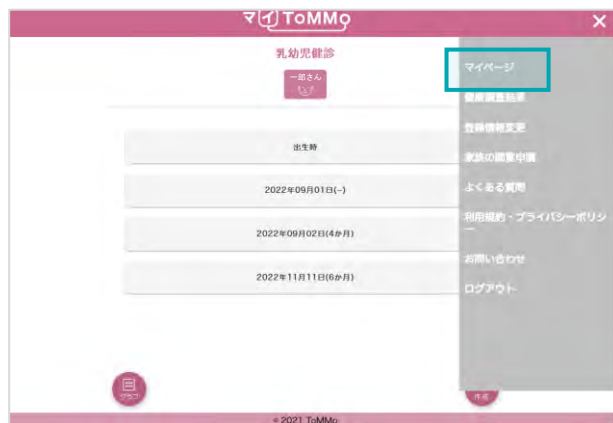 マイToMMo
乳幼児健診
一郎さん
出生時
2022年09月01日(-)
2022年09月02日(4か月)
2022年11月11日(6か月)
マイページ
健康調査結果
登録情報変更
家族の閲覧申請
よくある質問
利用規約・プライバシーポリシ
ー
お問い合わせ
ログアウト
グラフ
作成
© 2021 ToMMo